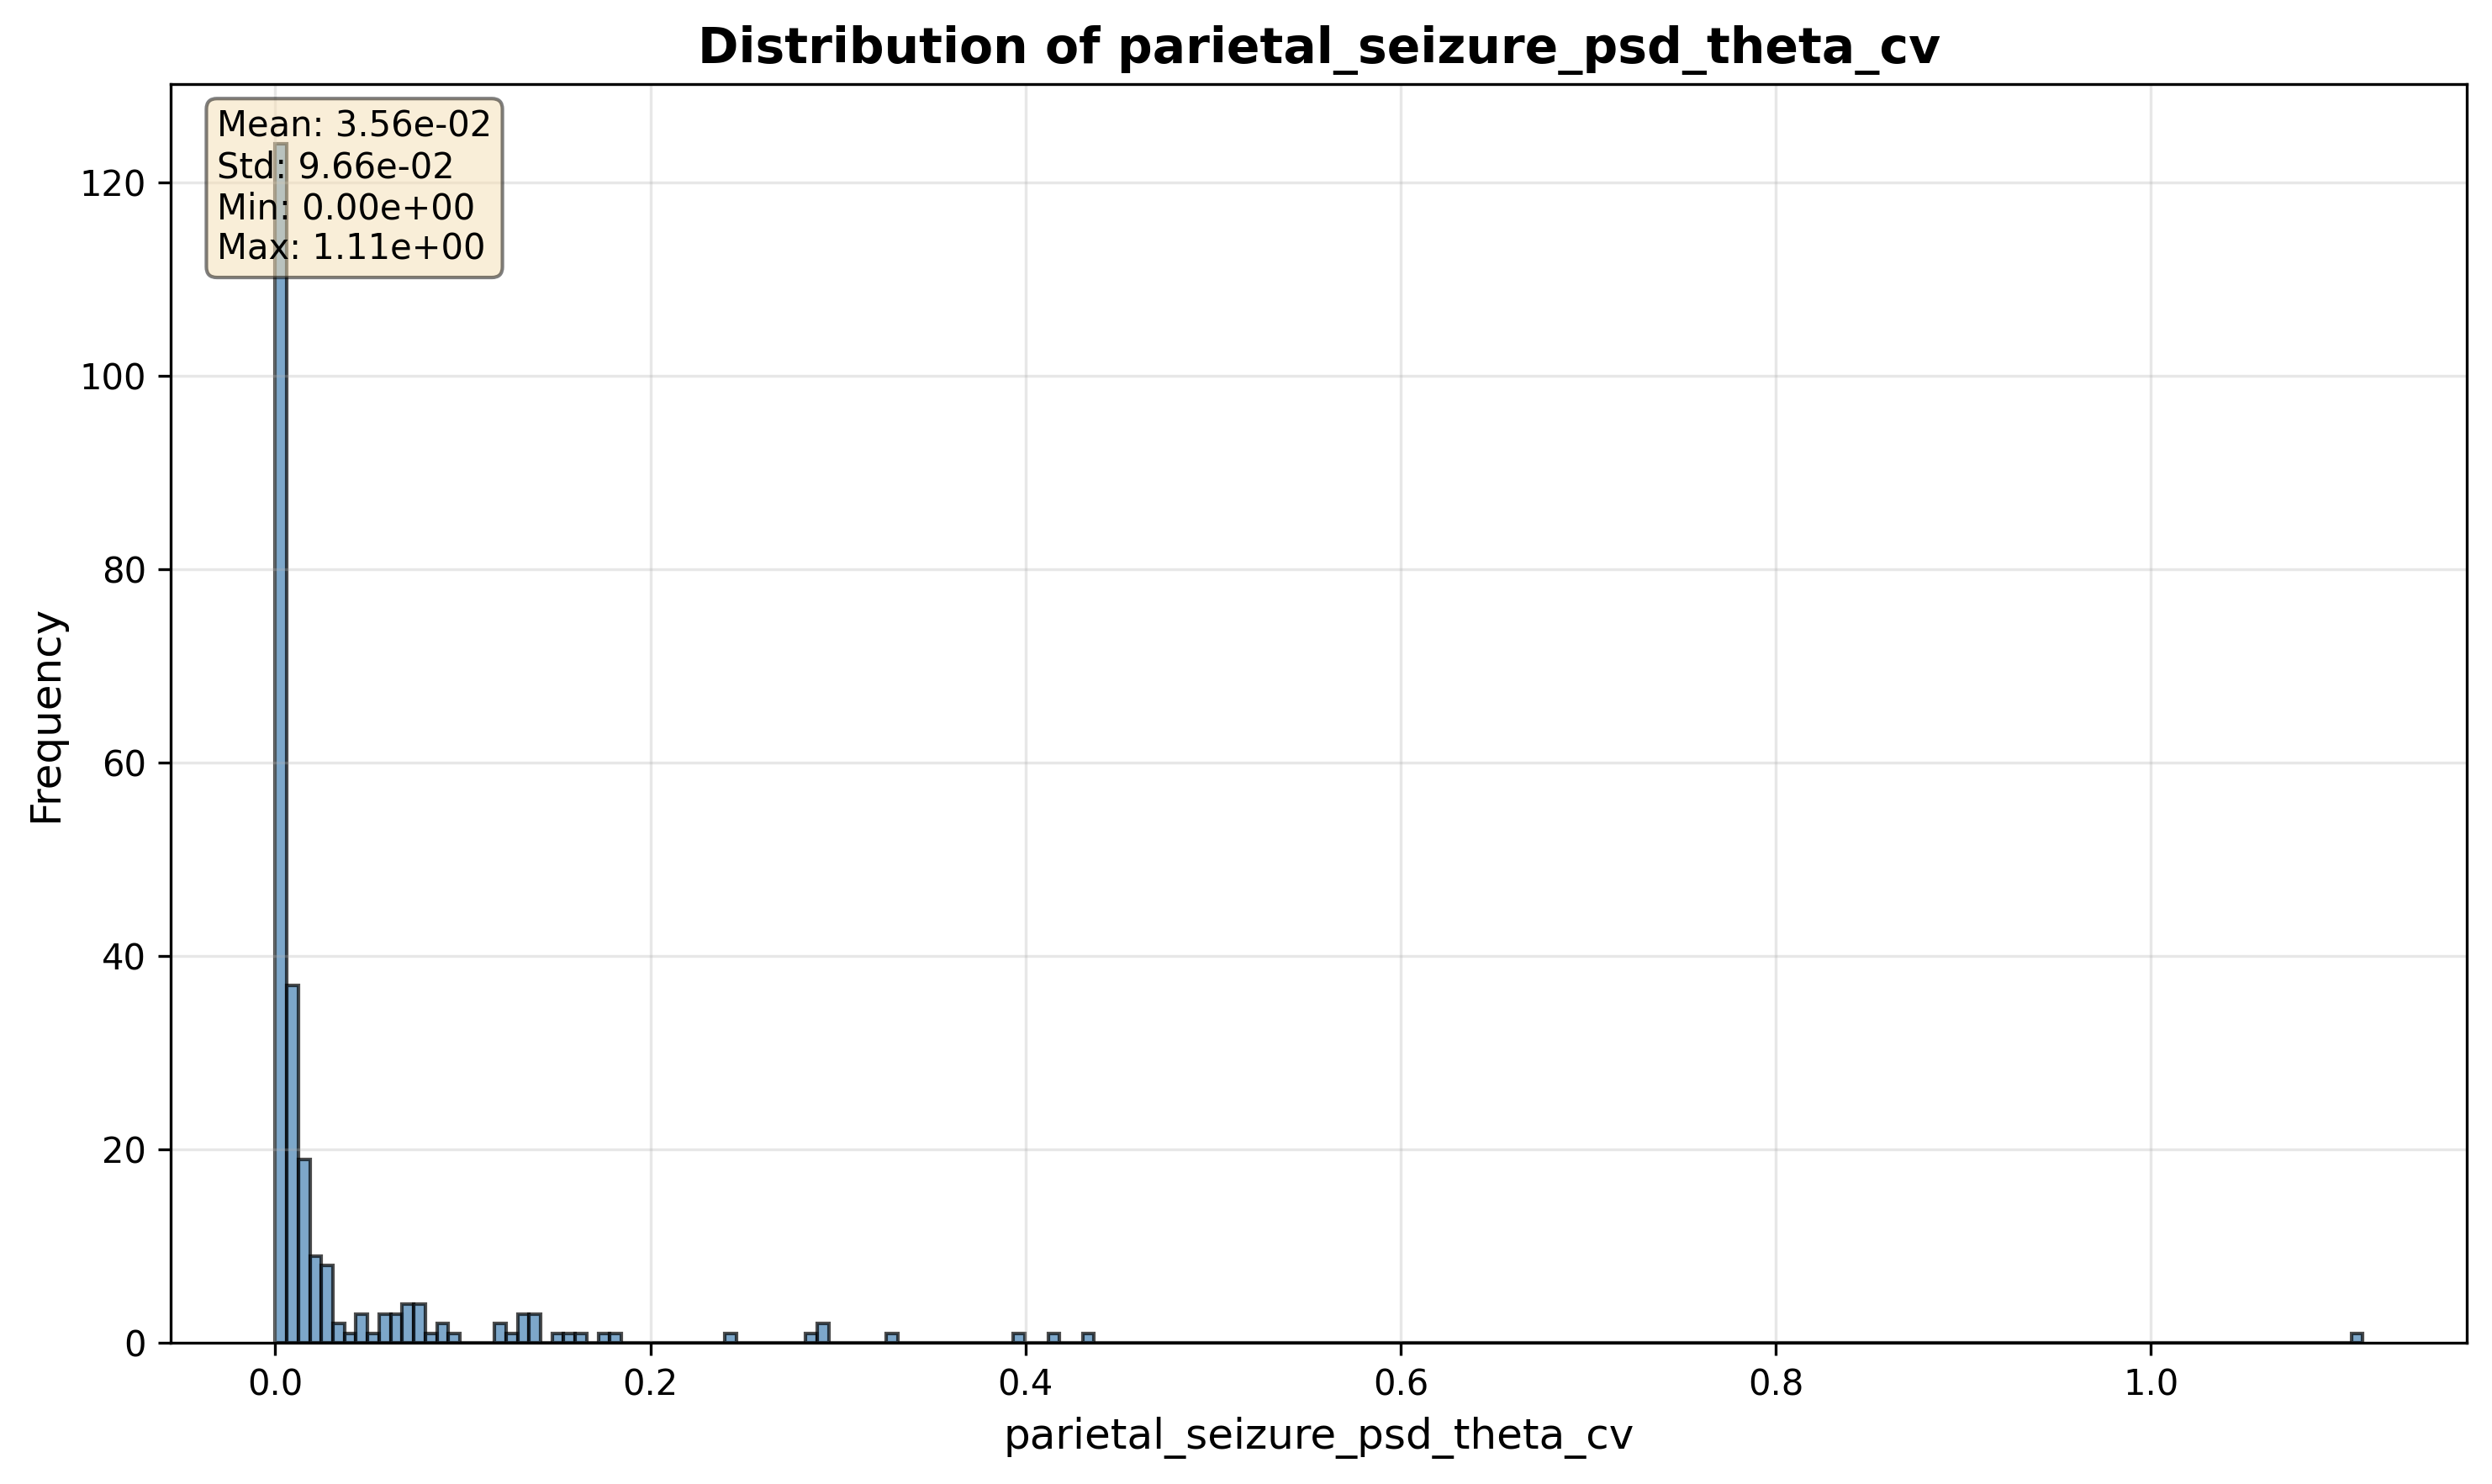 Distribution of parietal_seizure_psd_theta_cv
Mean: 3.56e-02
Std: 9.66e-02
Min: 0.00e+00
Max: 1.11e+00
120
100
80
60
40
20
0
Frequency
0.0 0.2 0.4 0.6 0.8 1.0
parietal_seizure_psd_theta_cv